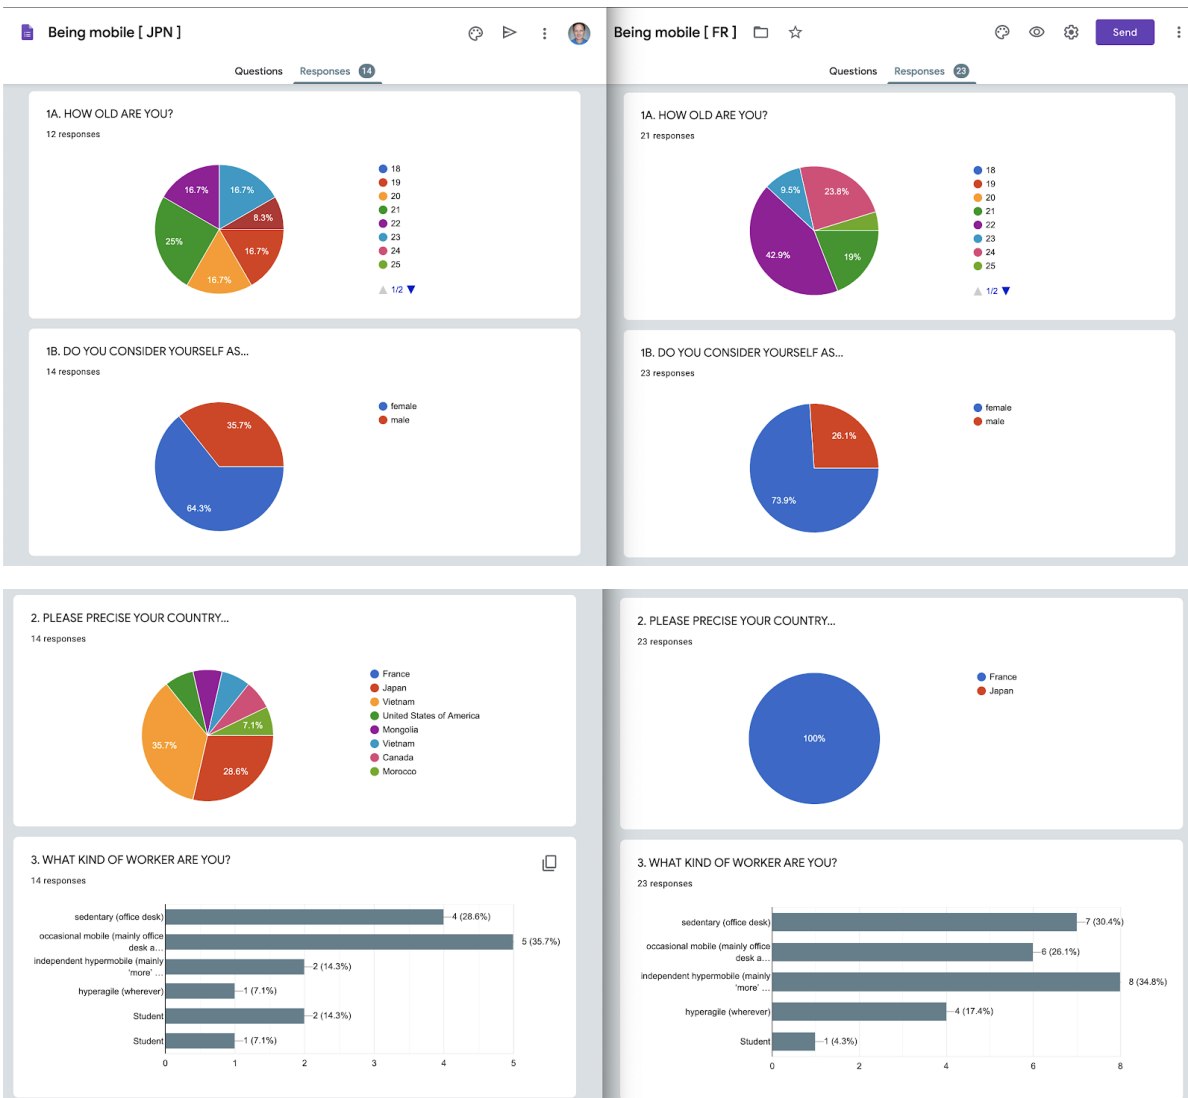 Being mobile [ JPN ]
Questions
Responses 14
1A. HOW OLD ARE YOU?
12 responses
16.7%
16.7%
8.3%
25%
16.7%
16.7%
18
19
20
21
22
23
24
25
1/2
1B. DO YOU CONSIDER YOURSELF AS...
14 responses
35.7%
64.3%
female
male
Being mobile [ FR ]
Send
Questions
Responses 23
1A. HOW OLD ARE YOU?
21 responses
9.5%
23.8%
42.9%
19%
18
19
20
21
22
23
24
25
1/2
1B. DO YOU CONSIDER YOURSELF AS...
23 responses
26.1%
73.9%
female
male
2. PLEASE PRECISE YOUR COUNTRY...
14 responses
7.1%
35.7%
28.6%
France
Japan
Vietnam
United States of America
Mongolia
Vietnam
Canada
Morocco
3. WHAT KIND OF WORKER ARE YOU?
14 responses
sedentary (office desk) 4 (28.6%)
occasional mobile (mainly office
desk a... 5 (35.7%)
independent hypermobile (mainly
'more' ... 2 (14.3%)
hyperagile (wherever) 1 (7.1%)
Student 2 (14.3%)
Student 1 (7.1%)
0 1 2 3 4 5
2. PLEASE PRECISE YOUR COUNTRY...
23 responses
100%
France
Japan
3. WHAT KIND OF WORKER ARE YOU?
23 responses
sedentary (office desk) 7 (30.4%)
occasional mobile (mainly office
desk a... 6 (26.1%)
independent hypermobile (mainly
'more' ... 8 (34.8%)
hyperagile (wherever) 4 (17.4%)
Student 1 (4.3%)
0 2 4 6 8